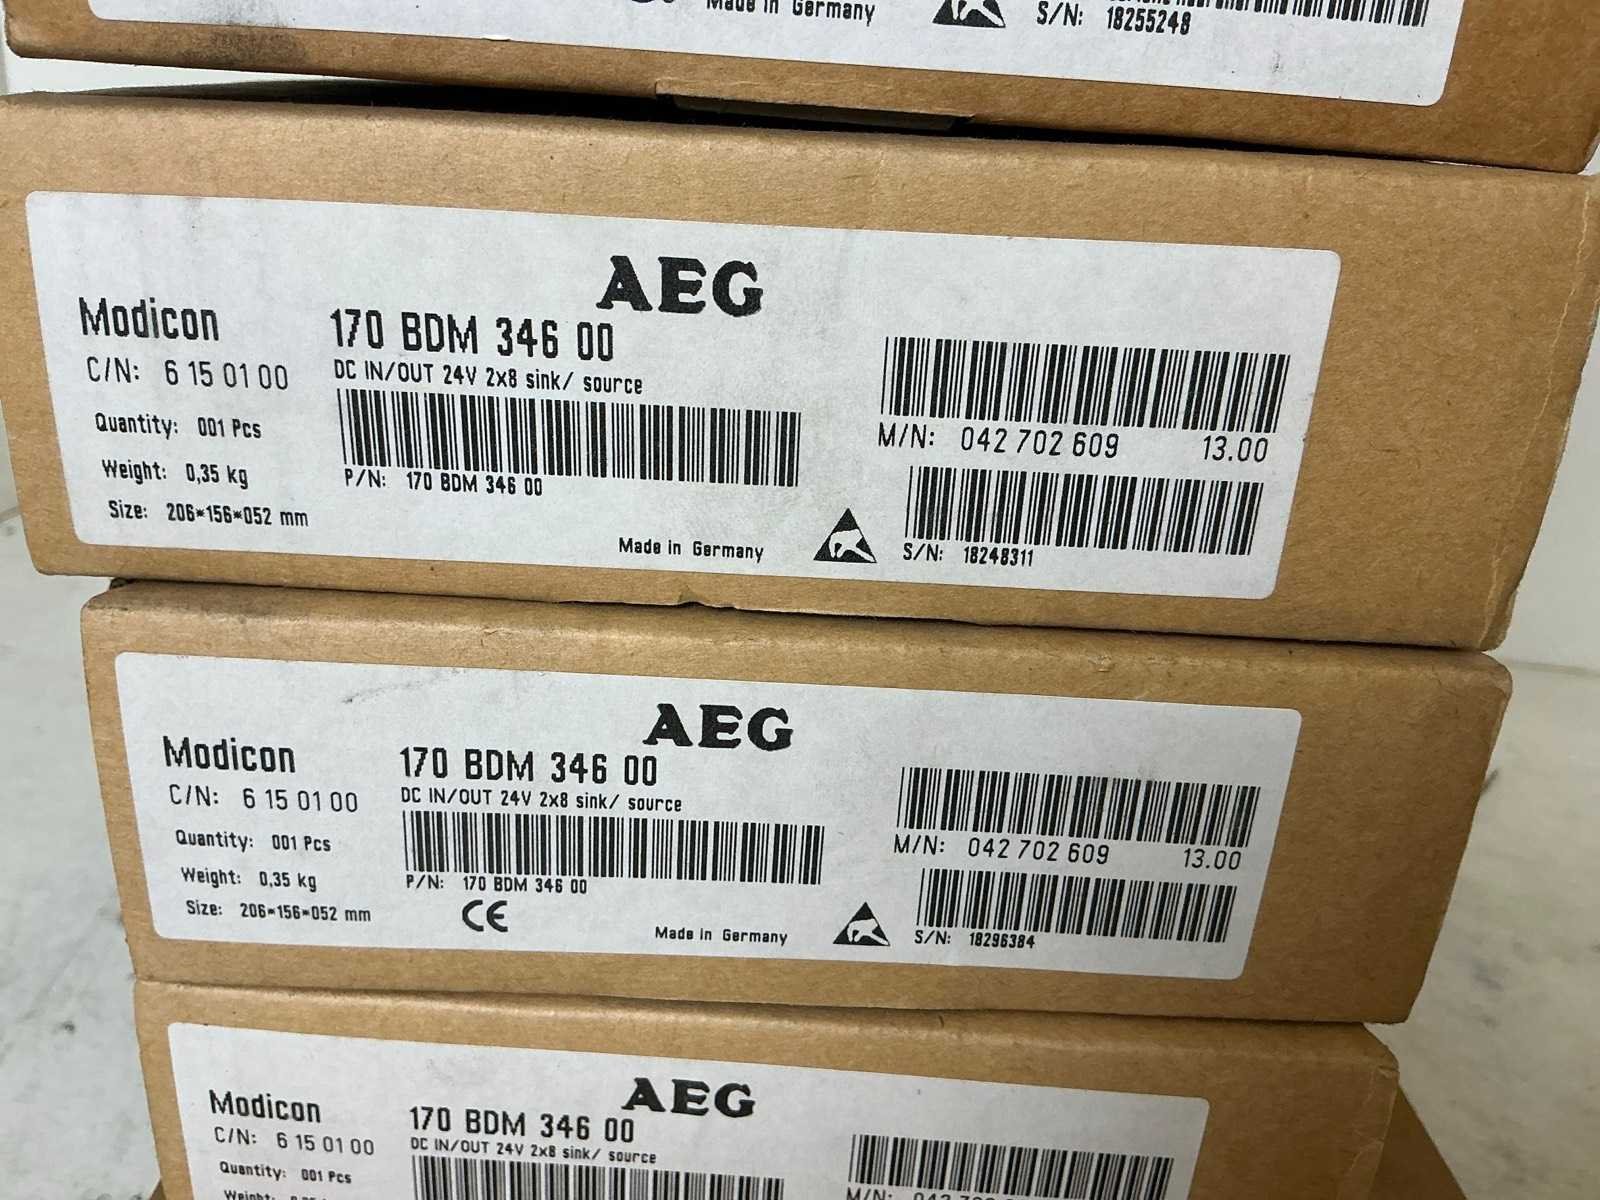 Made in Germany
S/N: 18255248
AEG
Modicon
170 BDM 346 00
C/N: 6 15 01 00
DC IN/OUT 24V 2x8 sink/ source
Quantity: 001 Pcs
M/N: 042 702 609 13.00
Weight: 0,35 kg
P/N: 170 BDM 346 00
Size: 206*156*052 mm
Made in Germany
S/N: 18248311
AEG
Modicon
170 BDM 346 00
C/N: 6 15 01 00
DC IN/OUT 24V 2x8 sink/ source
Quantity: 001 Pcs
M/N: 042 702 609 13.00
Weight: 0,35 kg
P/N: 170 BDM 346 00
Size: 206*156*052 mm
CE
Made in Germany
S/N: 18296384
AEG
Modicon
170 BDM 346 00
C/N: 6 15 01 00
DC IN/OUT 24V 2x8 sink/ source
Quantity: 001 Pcs
Weight:
M/N: